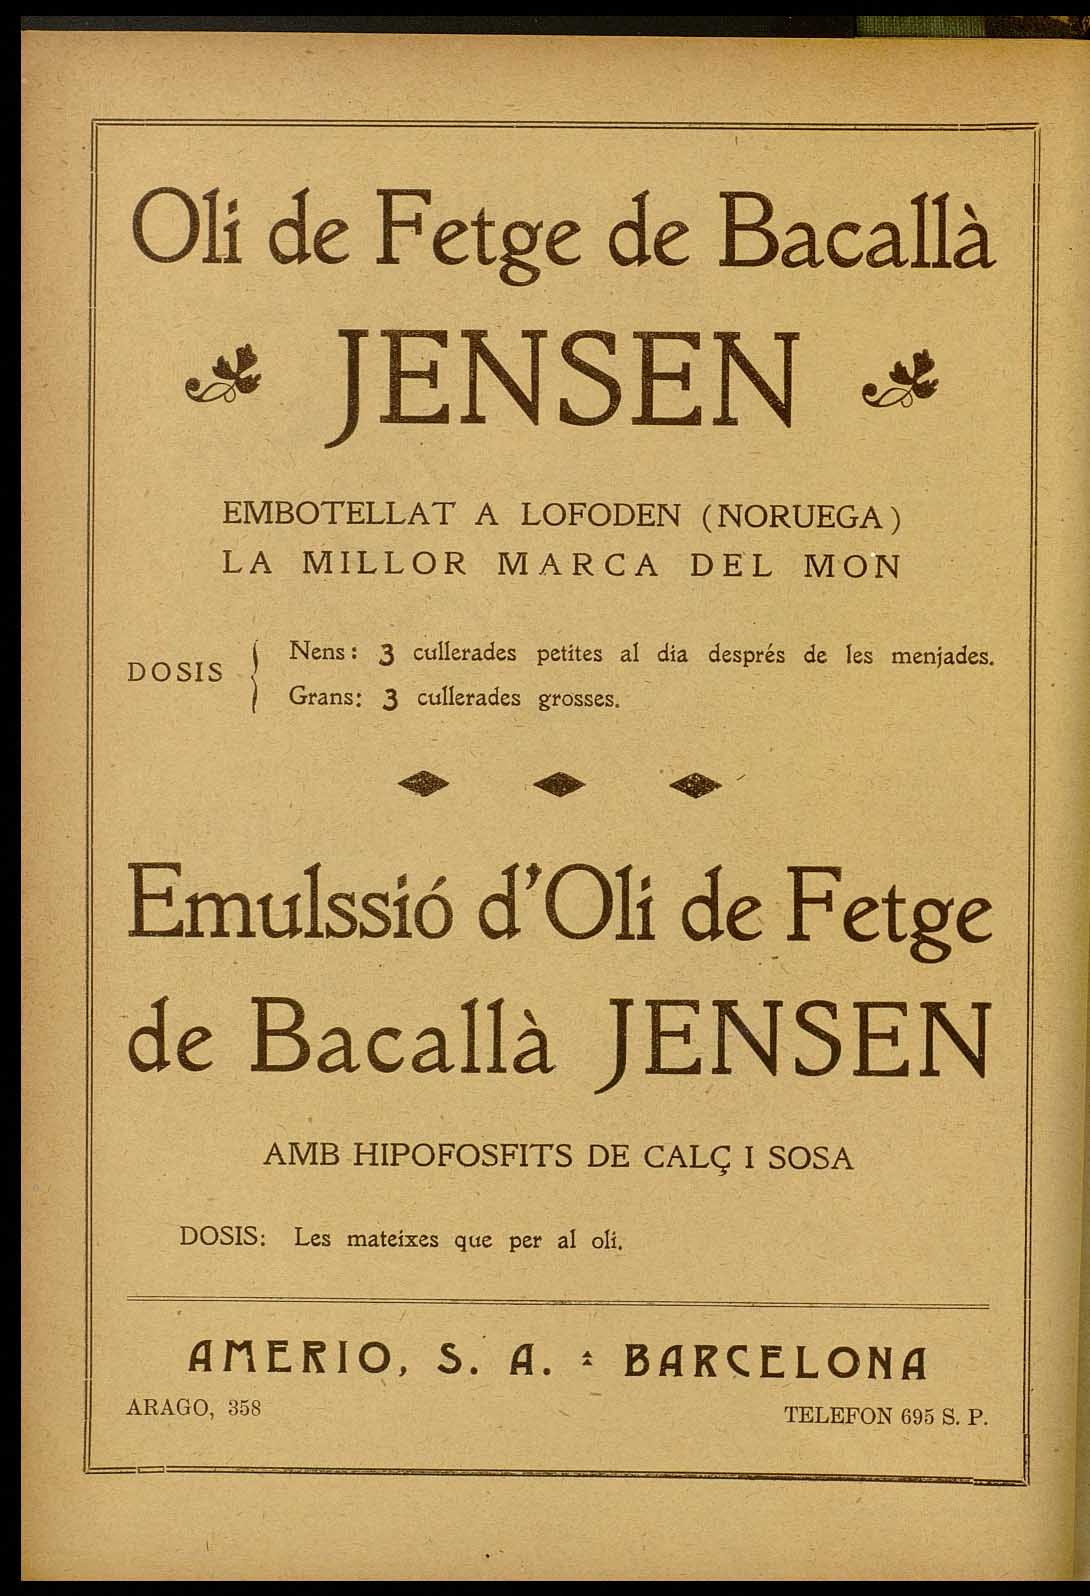 Oli de Fetge de Bacallà
JENSEN
EMBOTELLAT A LOFODEN (NORUEGA)
LA MILLOR MARCA DEL MON
DOSIS { Nens: 3 cullerades petites al dia després de les menjades.
Grans: 3 cullerades grosses.
Emulssió d'Oli de Fetge
de Bacallà JENSEN
AMB HIPOFOSFITS DE CALÇ I SOSA
DOSIS: Les mateixes que per al oli.
AMERIO, S. A. : BARCELONA
ARAGO, 358 TELEFON 695 S. P.